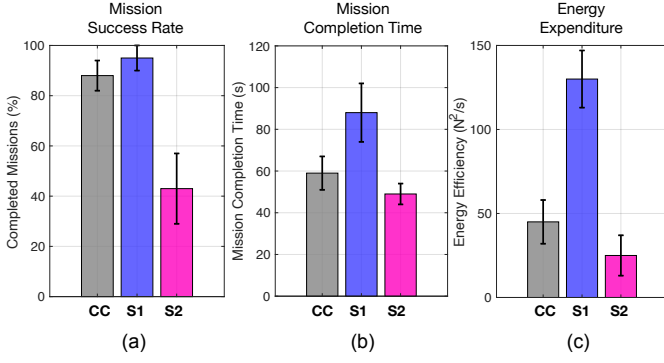 Mission
Success Rate
Completed Missions (%)
100
80
60
40
20
0
CC S1 S2
(a)
Mission
Completion Time
Mission Completion Time (s)
120
100
80
60
40
20
0
CC S1 S2
(b)
Energy
Expenditure
Energy Efficiency (N²/s)
150
100
50
0
CC S1 S2
(c)